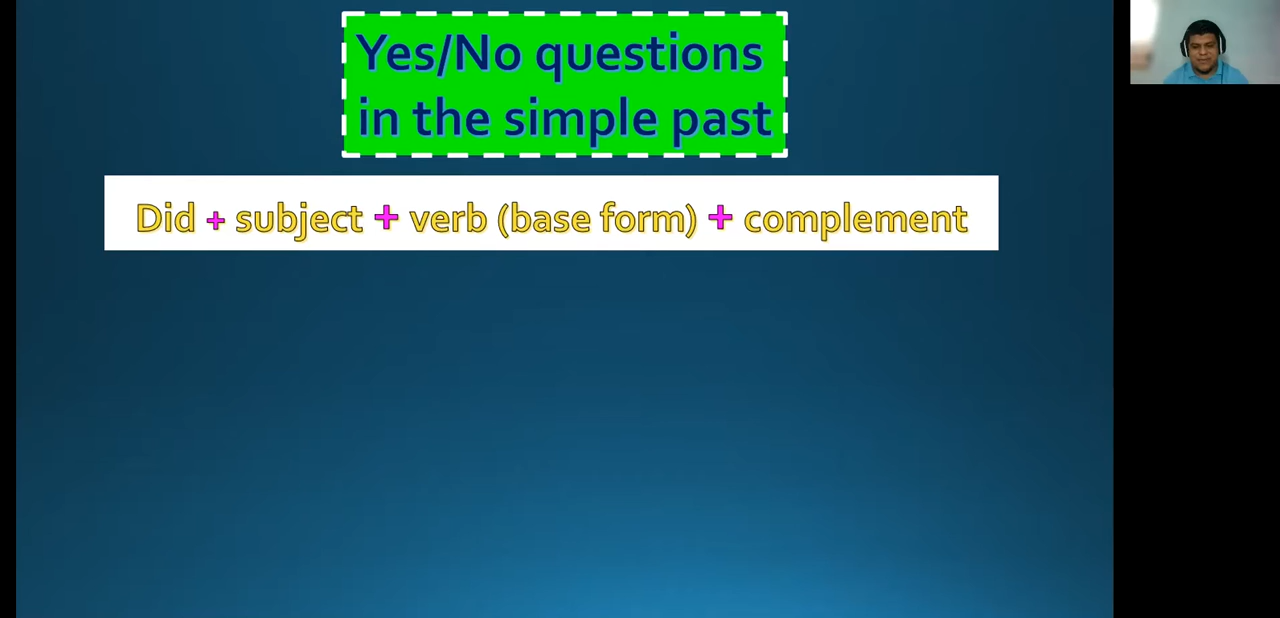 Yes/No questions
in the simple past
Did + subject + verb (base form) + complement